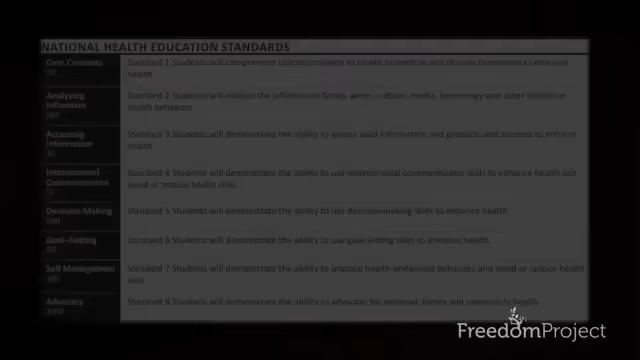 NATIONAL HEALTH EDUCATION STANDARDS
Core Concepts
Standard 1 Students will comprehend concepts related to health promotion and disease prevention to enhance
health
Analyzing
Influences
Standard 2 Students will analyze the influence of family, peers, culture, media, technology and other
health behaviors
Accessing
Information
Standard 3 Students will demonstrate the ability to access valid information and products and services to enhance
health
Interpersonal
Communication
Standard 4 Students will demonstrate the ability to use interpersonal communication skills to enhance health and
avoid or reduce health risks
Decision-Making
Standard 5 Students will demonstrate the ability to use decision-making skills to enhance health
Goal-Setting
Standard 6 Students will demonstrate the ability to use goal-setting skills to enhance health
Self Management
Standard 7 Students will demonstrate the ability to practice health-enhancing behaviors and avoid or reduce health
Advocacy
Standard 8 Students will demonstrate the ability to advocate for personal, family and community health
FreedomProject